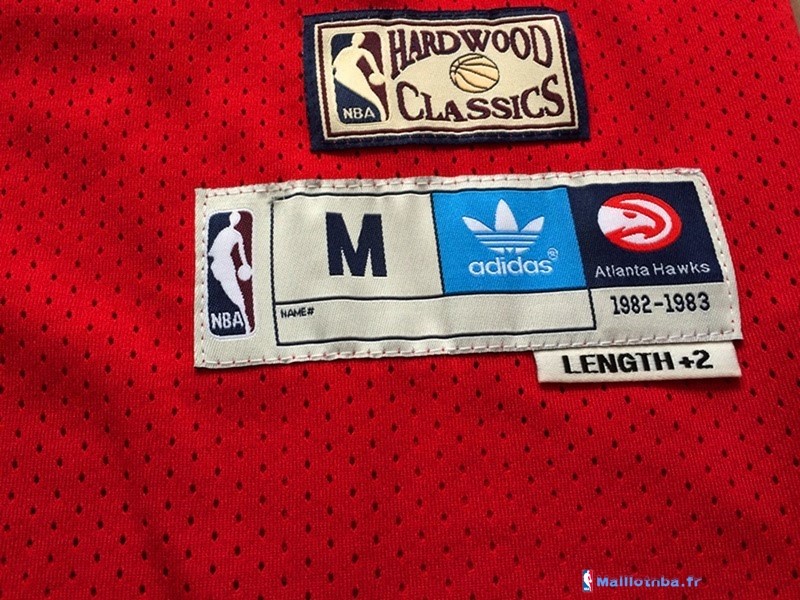 HARDWOOD
CLASSICS
NBA
M
adidas
Atlanta Hawks
NBA
NAME#
1982-1983
LENGTH +2
Maillotnba.fr